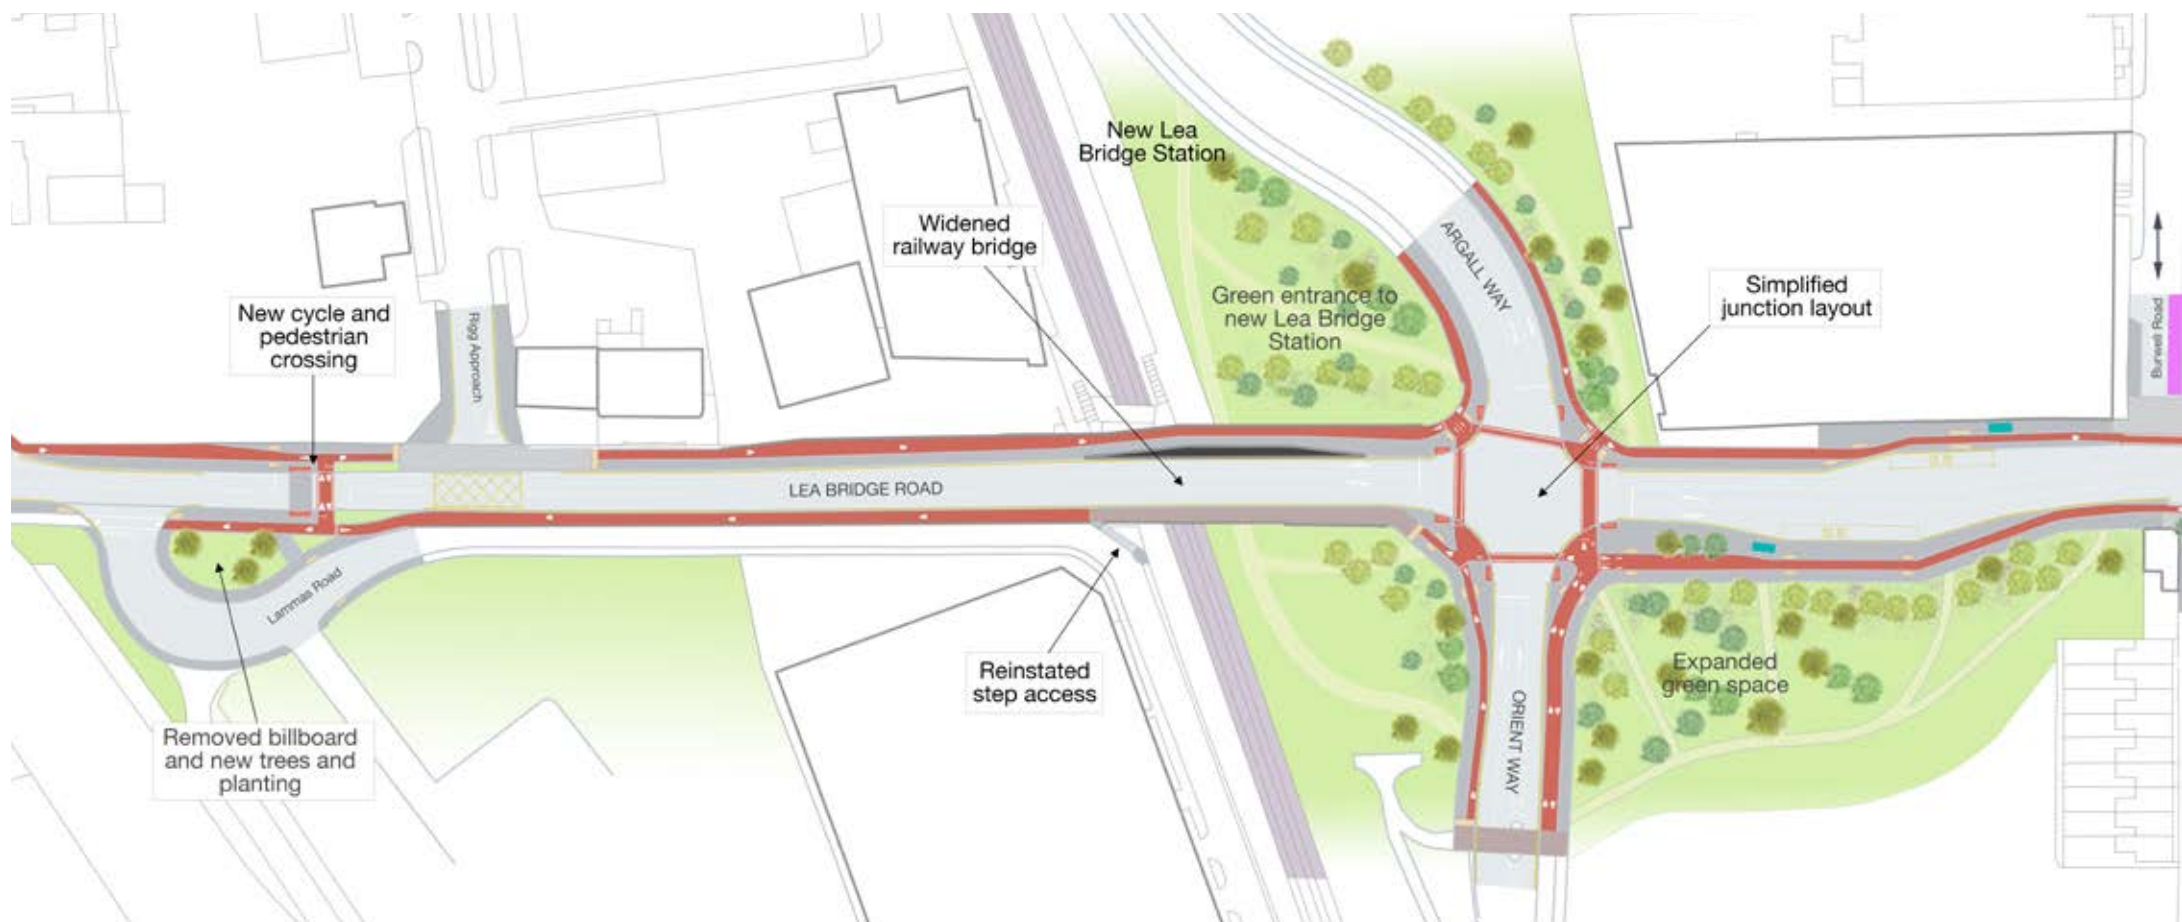 New Lea
Bridge Station
Widened
railway bridge
ARGALL WAY
Simplified
junction layout
Green entrance to
new Lea Bridge
Station
New cycle and
pedestrian
crossing
Rigg Approach
Burwell Road
LEA BRIDGE ROAD
Lammas Road
Reinstated
step access
Expanded
green space
ORIENT WAY
Removed billboard
and new trees and
planting